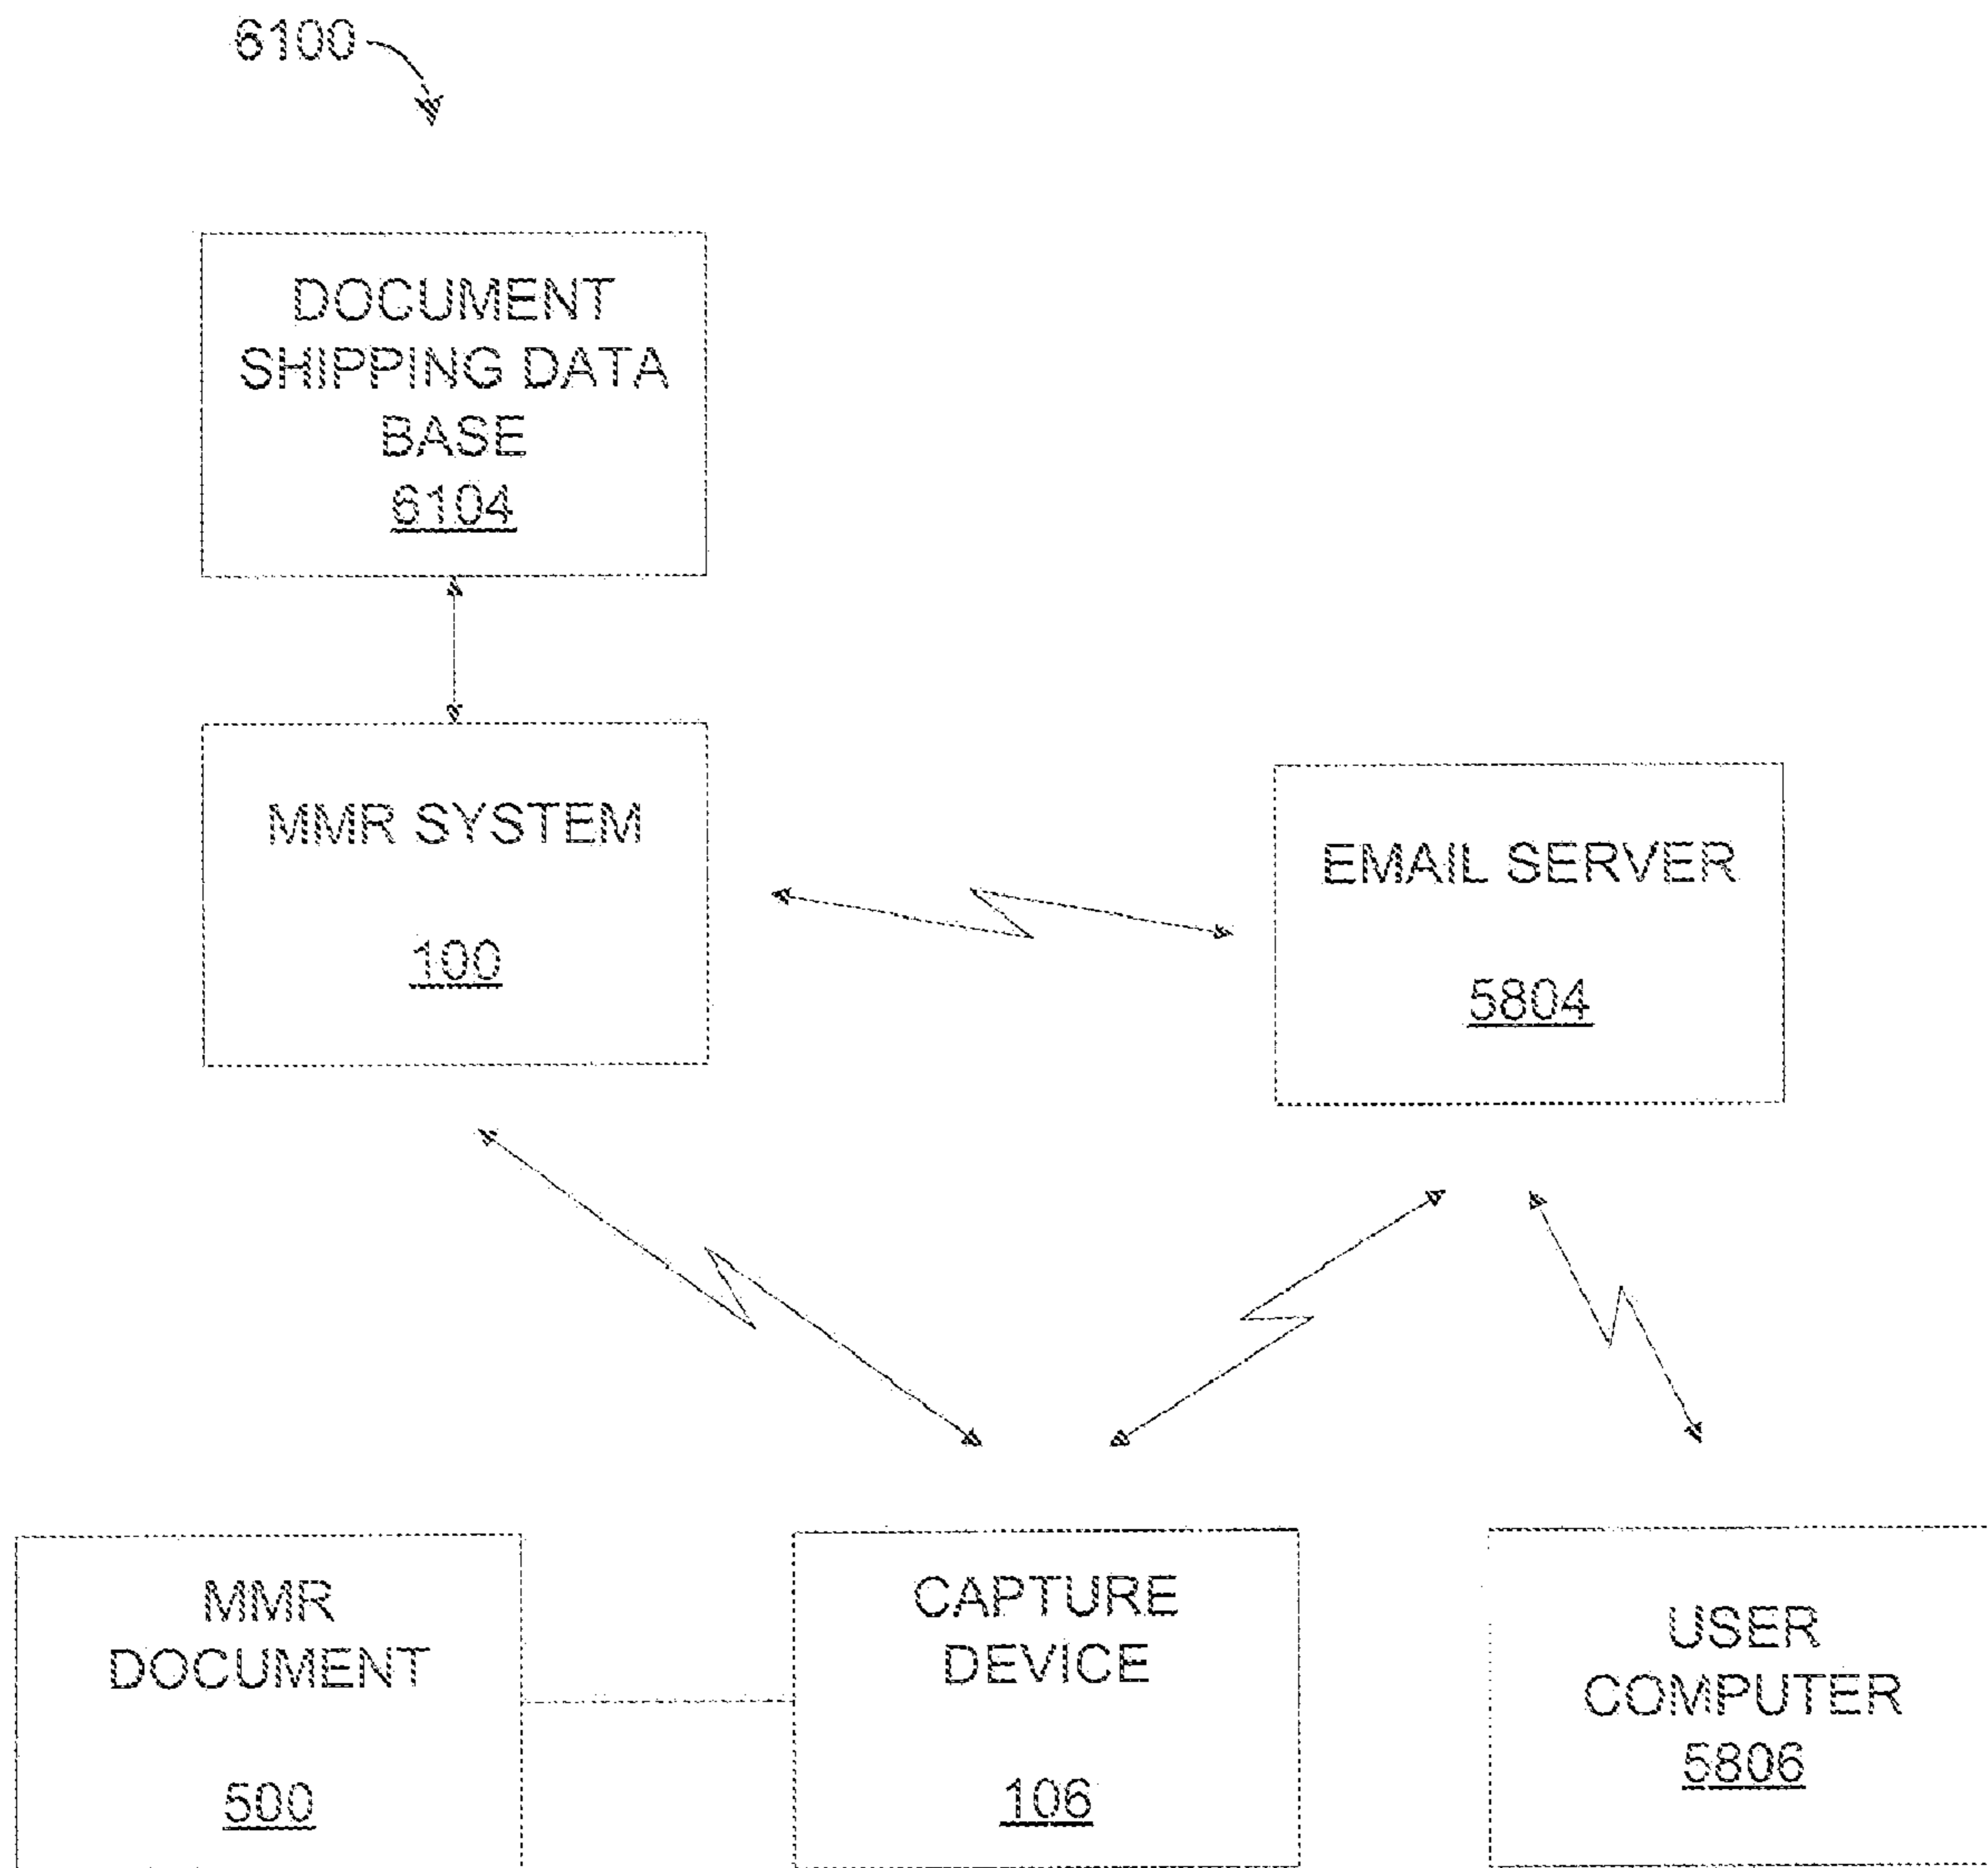 6100
DOCUMENT
SHIPPING DATA
BASE
6104
MMR SYSTEM
100
EMAIL SERVER
5804
MMR
DOCUMENT
500
CAPTURE
DEVICE
106
USER
COMPUTER
5806